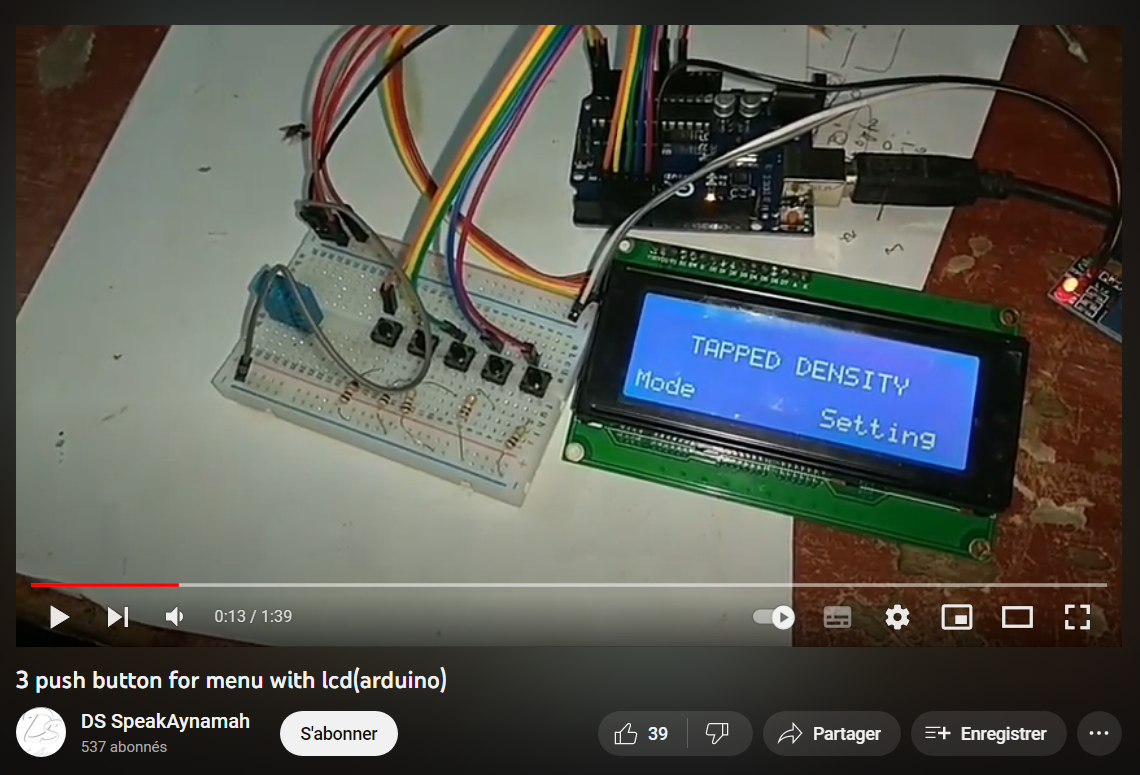 TAPPED DENSITY
Mode
Setting
0:13 / 1:39
3 push button for menu with lcd(arduino)
DS SpeakAynamah
537 abonnés
S'abonner
39
Partager
Enregistrer